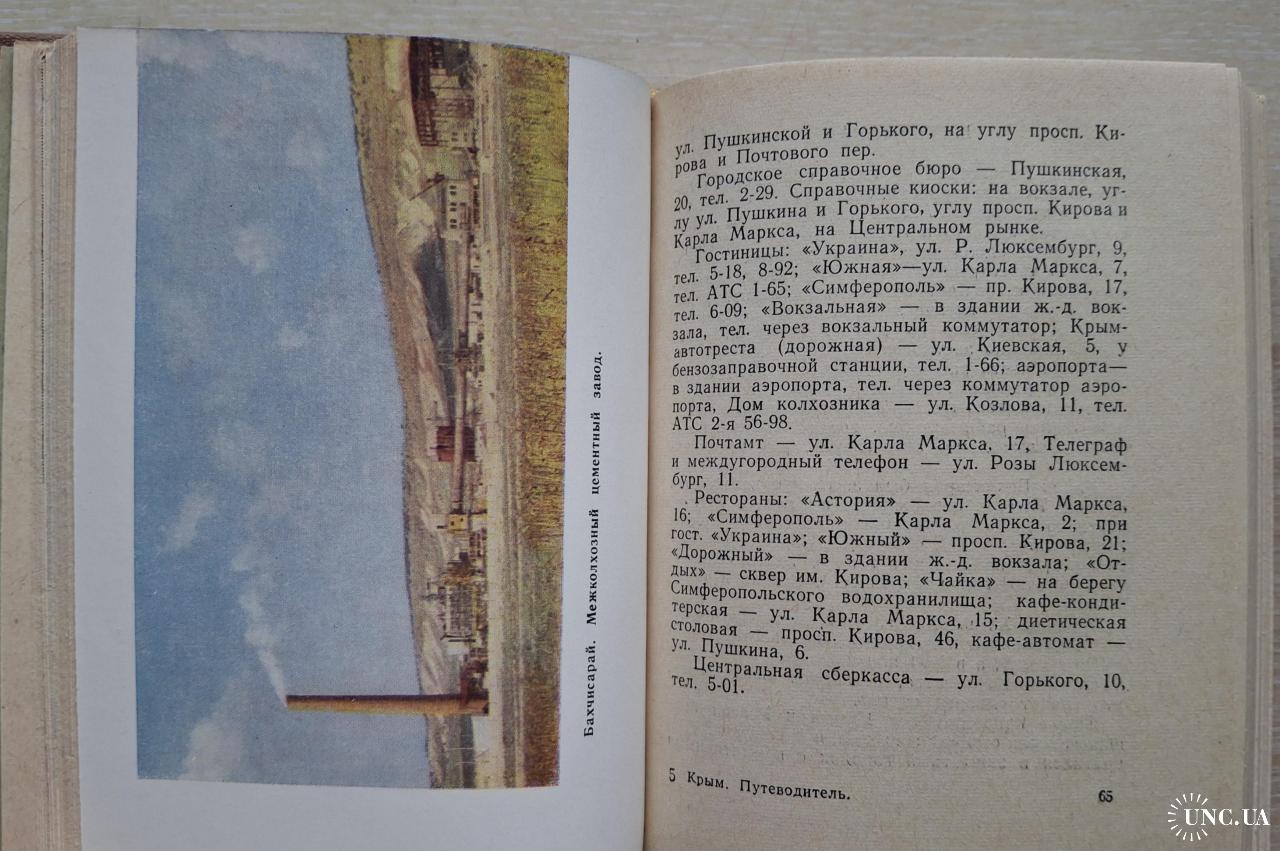 Бахчисарай. Межколхозный цементный завод.
ул. Пушкинской и Горького, на углу просп. Ки-
рова и Почтового пер.
Городское справочное бюро — Пушкинская,
20, тел. 2-29. Справочные киоски: на вокзале, уг-
лу ул. Пушкина и Горького, углу просп. Кирова и
Карла Маркса, на Центральном рынке.
Гостиницы: «Украина», ул. Р. Люксембург, 9,
тел. 5-18, 8-92; «Южная»—ул. Карла Маркса, 7,
тел. АТС 1-65; «Симферополь» — пр. Кирова, 17,
тел. 6-09; «Вокзальная» — в здании ж.-д. вок-
зала, тел. через вокзальный коммутатор; Крым-
автотреста (дорожная) — ул. Киевская, 5, у
бензозаправочной станции, тел. 1-66; аэропорта—
в здании аэропорта, тел. через коммутатор аэро-
порта, Дом колхозника — ул. Козлова, 11, тел.
АТС 2-я 56-98.
Почтамт — ул. Карла Маркса, 17, Телеграф
и междугородный телефон — ул. Розы Люксем-
бург, 11.
Рестораны: «Астория» — ул. Карла Маркса,
16; «Симферополь» — Карла Маркса, 2; при
гост. «Украина»; «Южный» — просп. Кирова, 21;
«Дорожный» — в здании ж.-д. вокзала; «От-
дых» — сквер им. Кирова; «Чайка» — на берегу
Симферопольского водохранилища; кафе-конди-
терская — ул. Карла Маркса, 15; диетическая
столовая — просп. Кирова, 46, кафе-автомат —
ул. Пушкина, 6.
Центральная сберкасса — ул. Горького, 10,
тел. 5-01.
5 Крым. Путеводитель.
65
UNC.UA